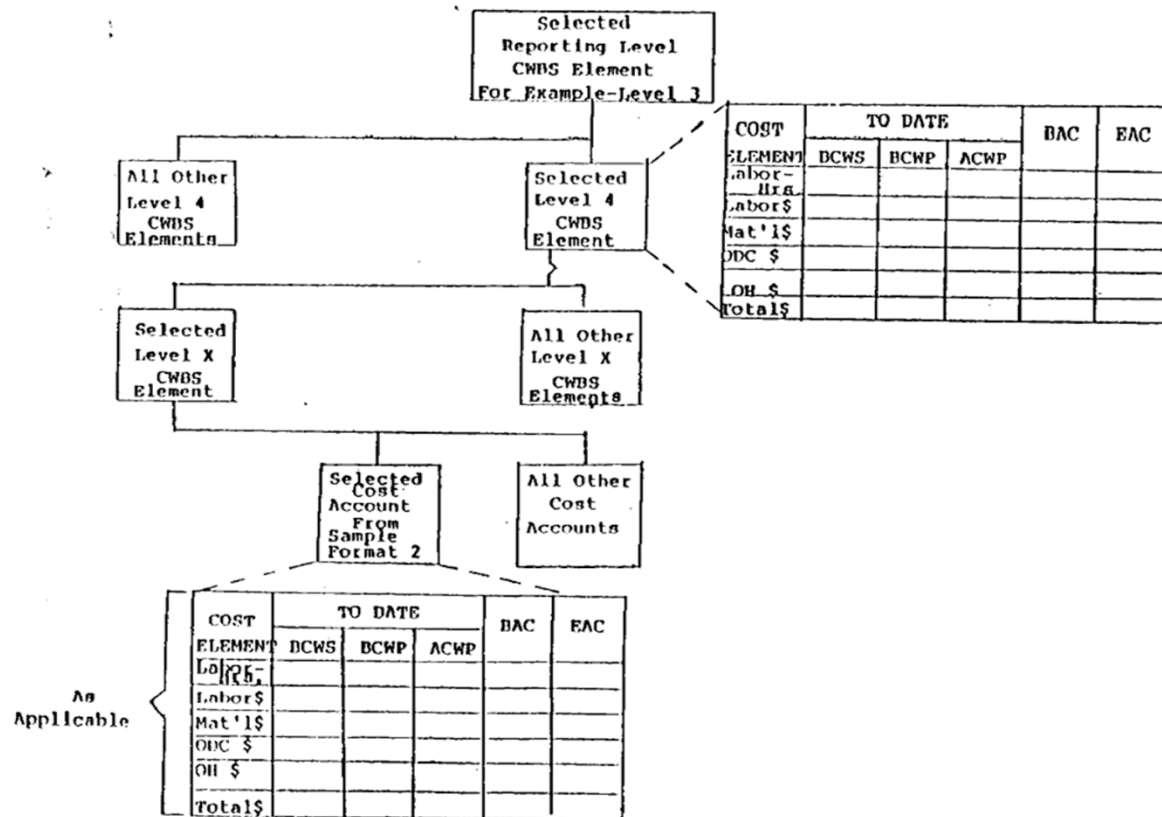 Selected
Reporting Level
CWBS Element
For Example-Level 3
COST
ELEMENT
TO DATE
BCWS BCWP ACWP
BAC EAC
Labor-
Hrs
Labor$
Mat'l$
ODC $
OH $
Total$
All Other
Level 4
CWBS
Elements
Selected
Level 4
CWBS
Element
Selected
Level X
CWBS
Element
All Other
Level X
CWBS
Elements
Selected
Cost
Account
From
Sample
Format 2
All Other
Cost
Accounts
As
Applicable
COST
ELEMENT
TO DATE
BCWS BCWP ACWP
BAC EAC
Labor-
Hrs.
Labor$
Mat'l$
ODC $
OH $
Total$